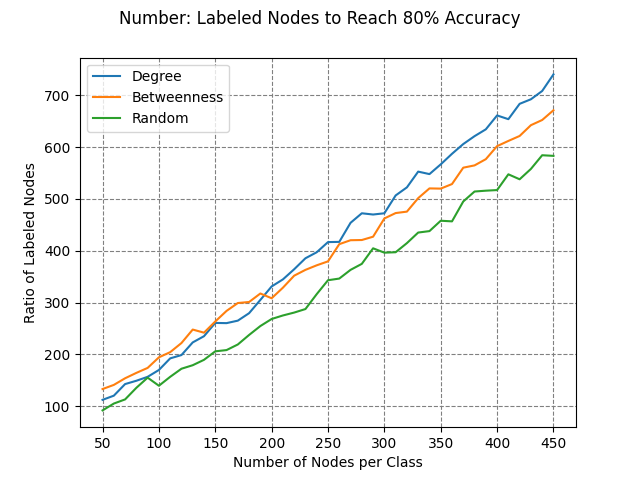 Number: Labeled Nodes to Reach 80% Accuracy
Degree
Betweenness
Random
Ratio of Labeled Nodes
700
600
500
400
300
200
100
50 100 150 200 250 300 350 400 450
Number of Nodes per Class